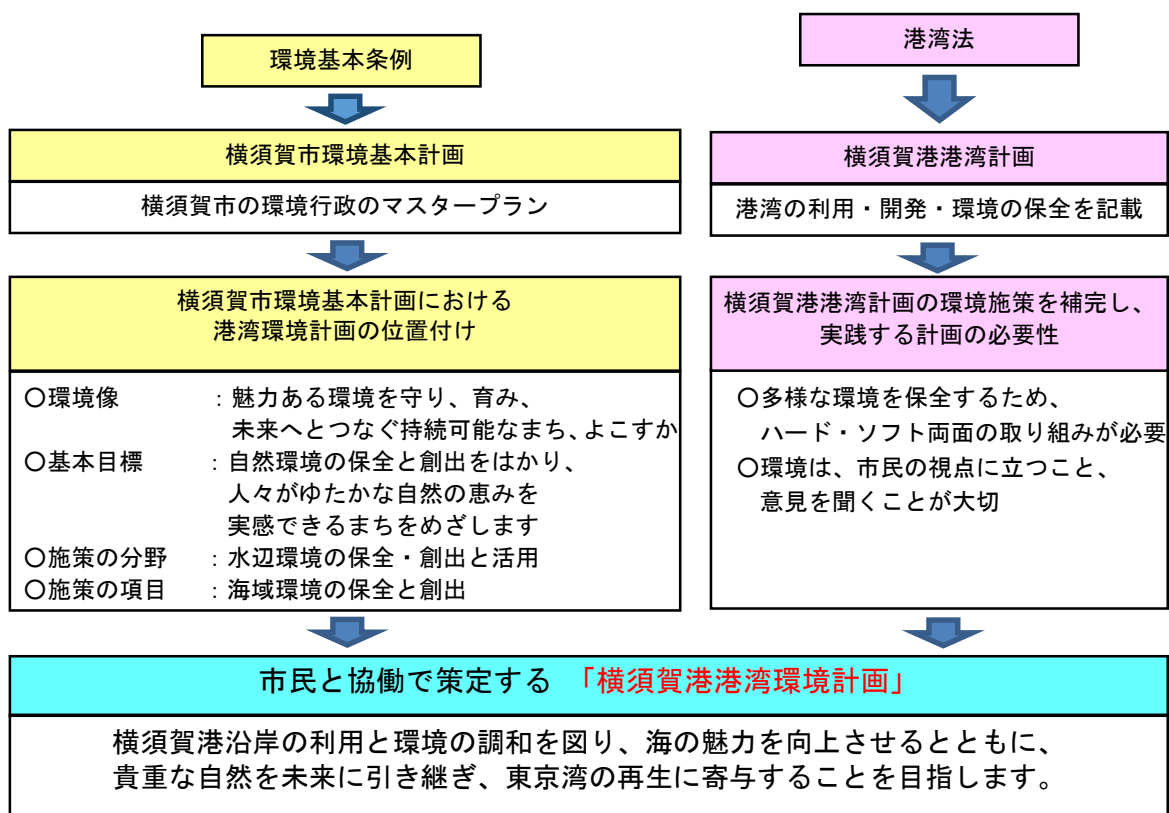 環境基本条例
横須賀市環境基本計画
横須賀市の環境行政のマスタープラン
横須賀市環境基本計画における
港湾環境計画の位置付け
○環境像 : 魅力ある環境を守り、育み、
未来へとつなぐ持続可能なまち、よこすか
○基本目標 : 自然環境の保全と創出をはかり、
人々がゆたかな自然の恵みを
実感できるまちをめざします
○施策の分野 : 水辺環境の保全・創出と活用
○施策の項目 : 海域環境の保全と創出
港湾法
横須賀港港湾計画
港湾の利用・開発・環境の保全を記載
横須賀港港湾計画の環境施策を補完し、
実践する計画の必要性
○多様な環境を保全するため、
ハード・ソフト両面の取り組みが必要
○環境は、市民の視点に立つこと、
意見を聞くことが大切
市民と協働で策定する 「横須賀港港湾環境計画」
横須賀港沿岸の利用と環境の調和を図り、海の魅力を向上させるとともに、
貴重な自然を未来に引き継ぎ、東京湾の再生に寄与することを目指します。